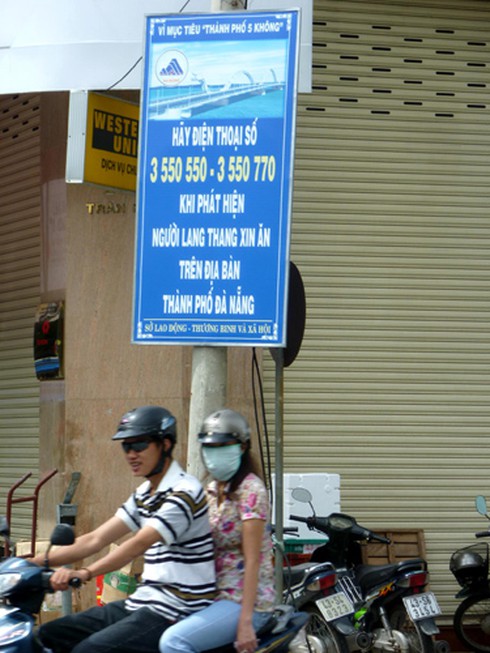 VÌ MỤC TIÊU "THÀNH PHỐ 5 KHÔNG"
HÃY ĐIỆN THOẠI SỐ
3 550 550 - 3 550 770
KHI PHÁT HIỆN
NGƯỜI LANG THANG XIN ĂN
TRÊN ĐỊA BÀN
THÀNH PHỐ ĐÀ NẴNG
SỞ LAO ĐỘNG - THƯƠNG BINH VÀ XÃ HỘI
WESTE
UNI
DỊCH VỤ